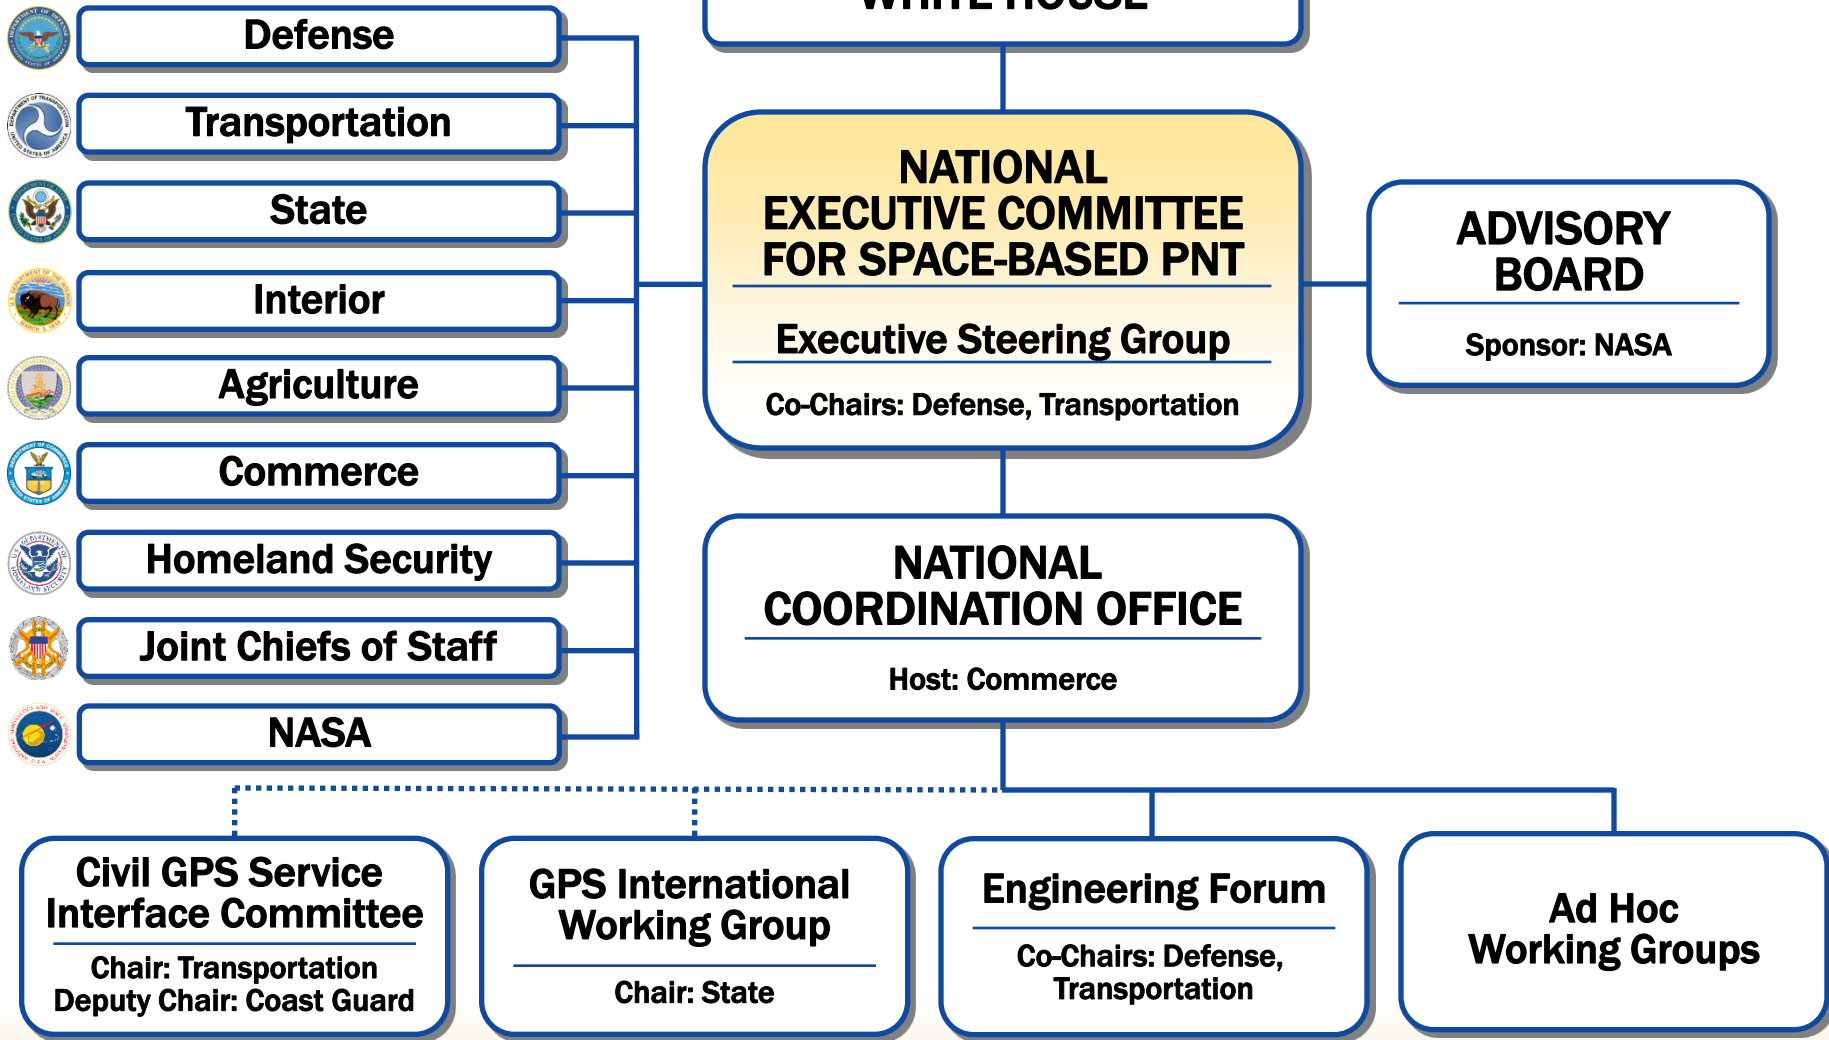 WHITE HOUSE
Defense
Transportation
State
Interior
Agriculture
Commerce
Homeland Security
Joint Chiefs of Staff
NASA
NATIONAL
EXECUTIVE COMMITTEE
FOR SPACE-BASED PNT
Executive Steering Group
Co-Chairs: Defense, Transportation
ADVISORY
BOARD
Sponsor: NASA
NATIONAL
COORDINATION OFFICE
Host: Commerce
Civil GPS Service
Interface Committee
Chair: Transportation
Deputy Chair: Coast Guard
GPS International
Working Group
Chair: State
Engineering Forum
Co-Chairs: Defense,
Transportation
Ad Hoc
Working Groups